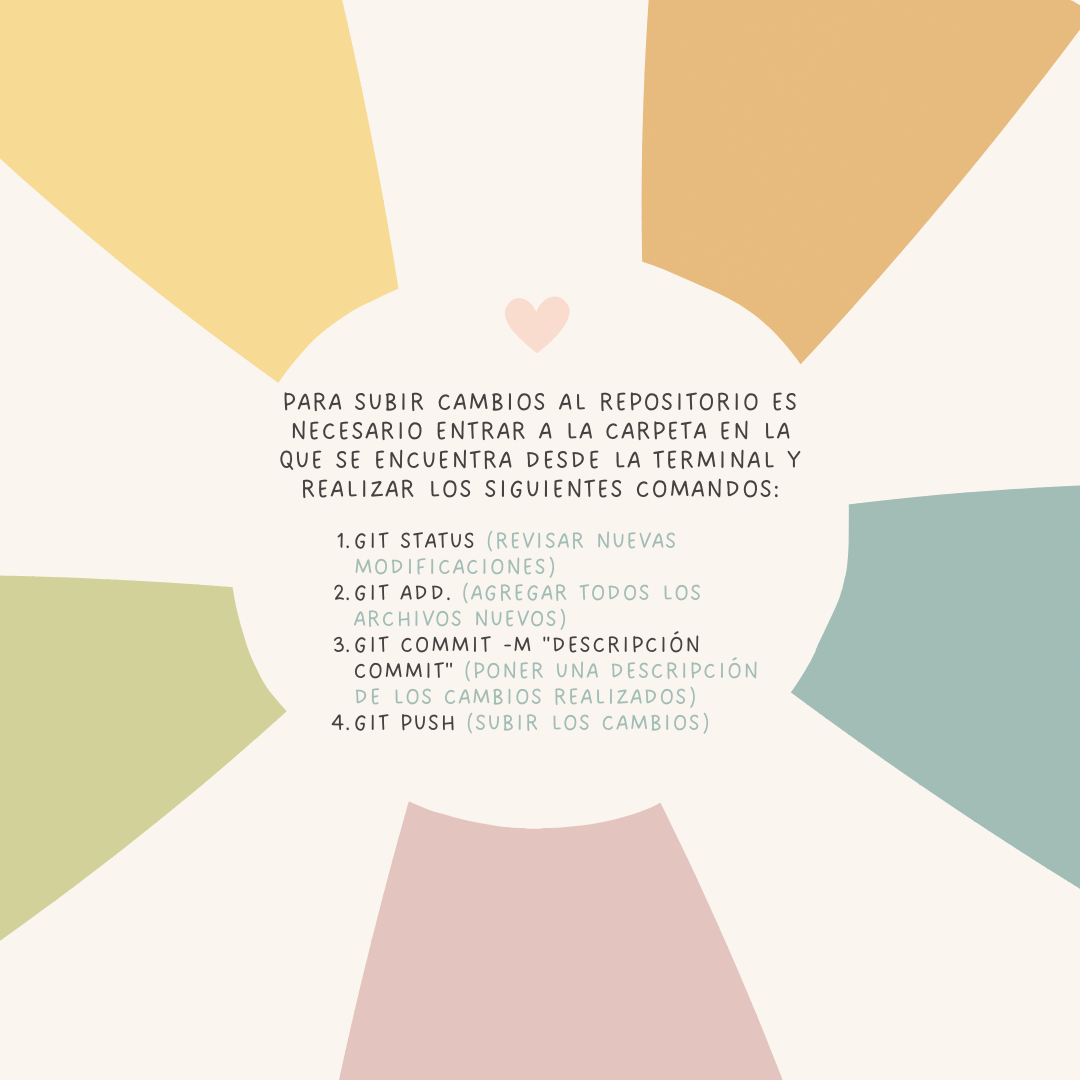 PARA SUBIR CAMBIOS AL REPOSITORIO ES
NECESARIO ENTRAR A LA CARPETA EN LA
QUE SE ENCUENTRA DESDE LA TERMINAL Y
REALIZAR LOS SIGUIENTES COMANDOS:
1. GIT STATUS (REVISAR NUEVAS
MODIFICACIONES)
2. GIT ADD. (AGREGAR TODOS LOS
ARCHIVOS NUEVOS)
3. GIT COMMIT -M "DESCRIPCIÓN
COMMIT" (PONER UNA DESCRIPCIÓN
DE LOS CAMBIOS REALIZADOS)
4. GIT PUSH (SUBIR LOS CAMBIOS)